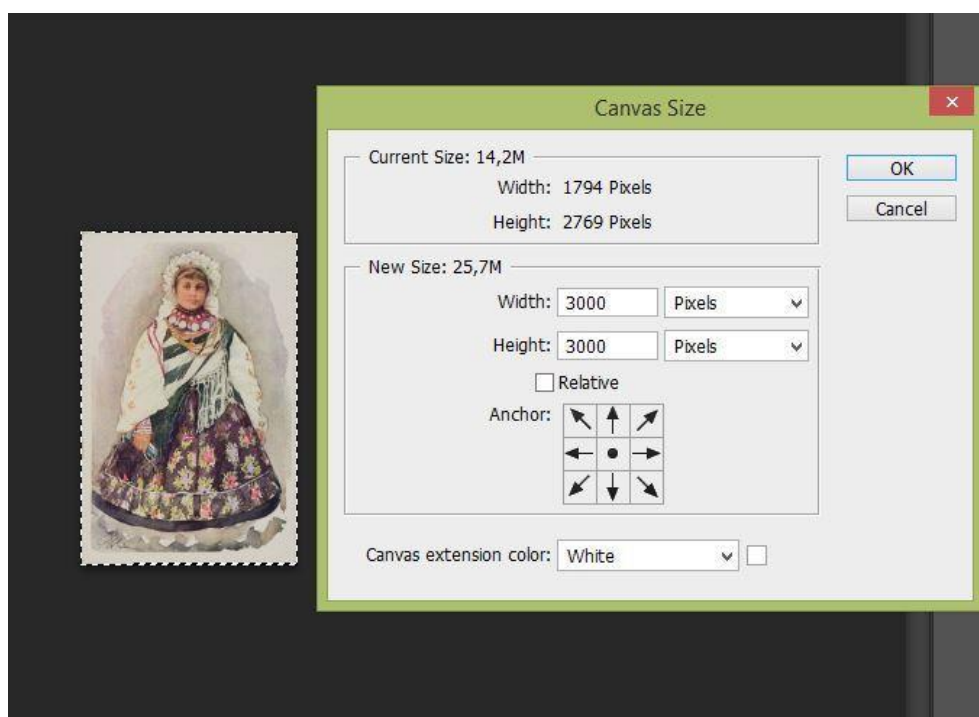 Canvas Size
Current Size: 14,2M
Width: 1794 Pixels
Height: 2769 Pixels
OK
Cancel
New Size: 25,7M
Width: 3000 Pixels
Height: 3000 Pixels
Relative
Anchor:
Canvas extension color: White